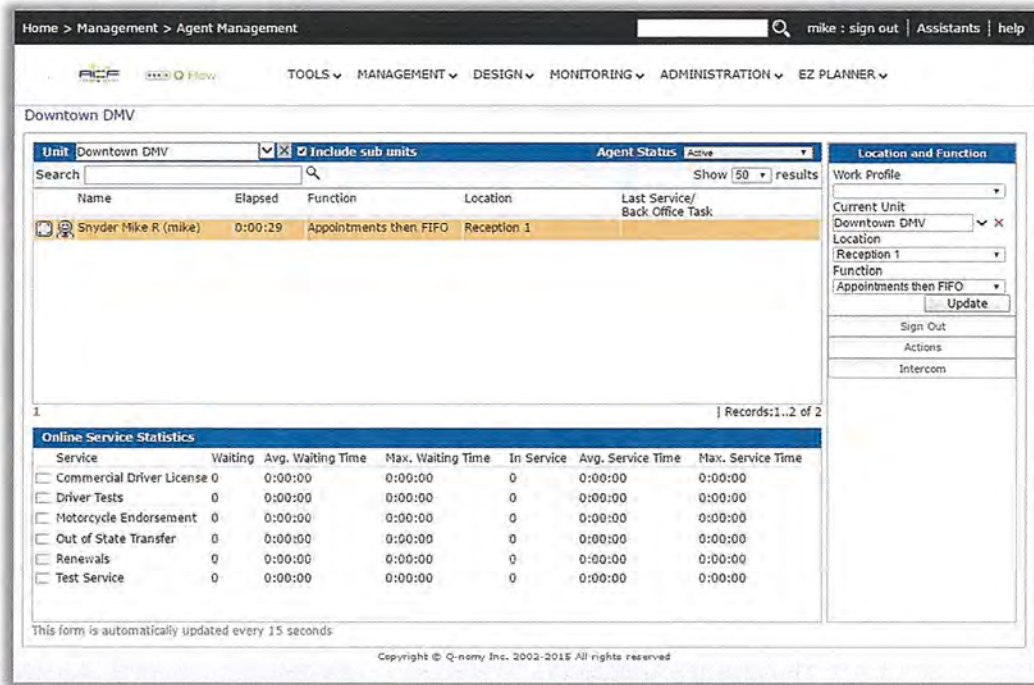 Home > Management > Agent Management
mike : sign out | Assistants | help
ACF Q Flow
TOOLS MANAGEMENT DESIGN MONITORING ADMINISTRATION EZ PLANNER
Downtown DMV
Unit Downtown DMV Include sub units Agent Status Active
Search Show 50 results
Name Elapsed Function Location Last Service/
Back Office Task
Snyder Mike R (mike) 0:00:29 Appointments then FIFO Reception 1
1 | Records:1..2 of 2
Location and Function
Work Profile
Current Unit
Downtown DMV
Location
Reception 1
Function
Appointments then FIFO
Update
Sign Out
Actions
Intercom
Online Service Statistics
Service Waiting Avg. Waiting Time Max. Waiting Time In Service Avg. Service Time Max. Service Time
Commercial Driver License 0 0:00:00 0:00:00 0 0:00:00 0:00:00
Driver Tests 0 0:00:00 0:00:00 0 0:00:00 0:00:00
Motorcycle Endorsement 0 0:00:00 0:00:00 0 0:00:00 0:00:00
Out of State Transfer 0 0:00:00 0:00:00 0 0:00:00 0:00:00
Renewals 0 0:00:00 0:00:00 0 0:00:00 0:00:00
Test Service 0 0:00:00 0:00:00 0 0:00:00 0:00:00
This form is automatically updated every 15 seconds
Copyright © Q-nomy Inc. 2002-2015 All rights reserved